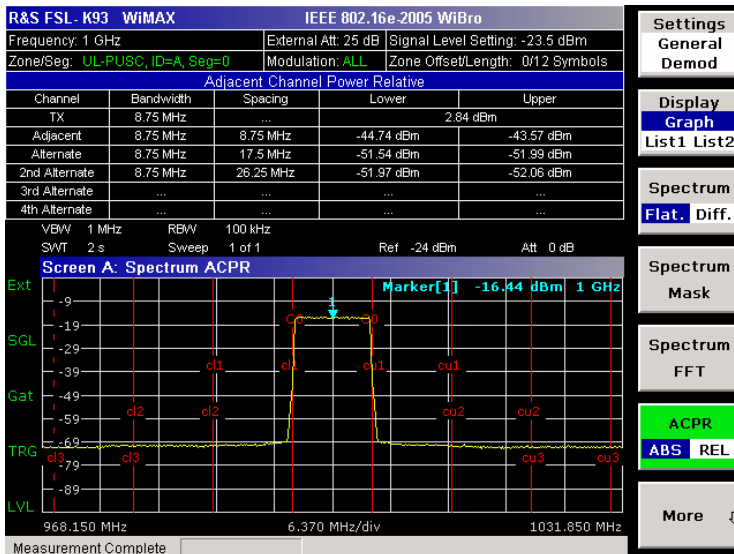 R&S FSL- K93 WiMAX IEEE 802.16e-2005 WiBro
Frequency: 1 GHz External Att: 25 dB Signal Level Setting: -23.5 dBm
Zone/Seg: UL-PUSC, ID=A, Seg=0 Modulation: ALL Zone Offset/Length: 0/12 Symbols
Adjacent Channel Power Relative
Channel Bandwidth Spacing Lower Upper
TX 8.75 MHz ... 2.84 dBm
Adjacent 8.75 MHz 8.75 MHz -44.74 dBm -43.57 dBm
Alternate 8.75 MHz 17.5 MHz -51.54 dBm -51.99 dBm
2nd Alternate 8.75 MHz 26.25 MHz -51.97 dBm -52.06 dBm
3rd Alternate ... ... ... ...
4th Alternate ... ... ... ...
VBW 1 MHz RBW 100 kHz
SWT 2 s Sweep 1 of 1 Ref -24 dBm Att 0 dB
Screen A: Spectrum ACPR
Ext
SGL
Gat
TRG
LVL
Marker[1] -16.44 dBm 1 GHz
1
-9
-19
-29
-39
-49
-59
-69
-79
-89
C0 C0
cl1 cl1 cu1 cu1
cl2 cl2 cu2 cu2
cl3 cl3 cu3 cu3
968.150 MHz 6.370 MHz/div 1031.850 MHz
Measurement Complete
Settings
General
Demod
Display
Graph
List1 List2
Spectrum
Flat. Diff.
Spectrum
Mask
Spectrum
FFT
ACPR
ABS REL
More